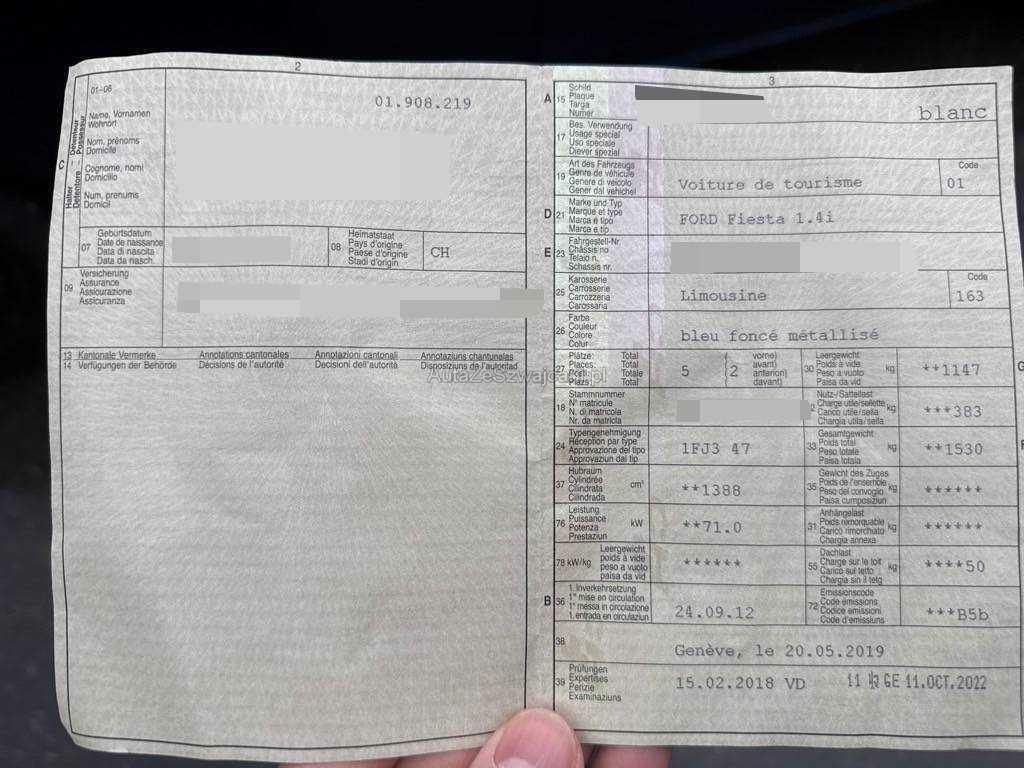 2
01-06
01.908.219
C
Halter Détenteur
Detentore Possessur
Name, Vornamen
Wohnort
Nom, prénoms
Domicile
Cognome, nomi
Domicilio
Num, prenums
Domicil
07
Geburtsdatum
Date de naissance
Data di nascita
Data da nasch.
08
Heimatstaat
Pays d'origine
Paese d'origine
Stadi d'origin
CH
09
Versicherung
Assurance
Assicurazione
Assicuranza
13 Kantonale Vermerke Annotations cantonales Annotazioni cantonali Annotaziuns chantunalas
14 Verfügungen der Behörde Décisions de l'autorité Decisioni dell'autorità Disposiziuns de l'autoritad
AutaZeSzwajcarii.pl
3
A 15
Schild
Plaque
Targa
Numer
blanc
17
Bes. Verwendung
Usage spécial
Uso speciale
Diever spezial
19
Art des Fahrzeugs
Genre de véhicule
Genere di veicolo
Gener dal vehichel
Voiture de tourisme
Code
01
D 21
Marke und Typ
Marque et type
Marca e tipo
Marca e tip
FORD Fiesta 1.4i
E 23
Fahrgestell-Nr.
Châssis no
Telaio n.
Schassis nr.
25
Karosserie
Carrosserie
Carrozzeria
Carossaria
Limousine
Code
163
26
Farbe
Couleur
Colore
Colur
bleu foncé métallisé
27
Plätze: Total
Places: Total
Totale
Plazs: Total
5
2
vorne)
avant)
anteriori)
davant)
30
Leergewicht
Poids à vide
Peso a vuoto
Paisa da vid
kg
**1147
G
18
Stammnummer
N° matricule
N. di matricola
Nr. da matricla
Nutz-/Sattellast
Charge utile/sellette
Carico utile/sella
Chargia utila/sella
kg
***383
24
Typengenehmigung
Réception par type
Approvazione del tipo
Approvaziun dal tip
1FJ3 47
33
Gesamtgewicht
Poids total
Peso totale
Paisa totala
kg
**1530
F
37
Hubraum
Cylindrée
Cilindrata
Cilindrada
cm³
**1388
35
Gewicht des Zuges
Poids de l'ensemble
Peso del convoglio
Paisa cumposiziun
kg
******
76
Leistung
Puissance
Potenza
Prestaziun
kW
**71.0
31
Anhängelast
Poids remorquable
Carico rimorchiato
Chargia annexa
kg
******
78 kW/kg
Leergewicht
poids à vide
peso a vuoto
paisa da vid
******
55
Dachlast
Charge sur le toit
Carico sul tetto
Chargia sin il tetg
kg
****50
B 36
1. Inverkehrsetzung
1re mise en circulation
1a messa in circolazione
1. entrada en circulaziun
24.09.12
72
Emissionscode
Code émissions
Codice emissioni
Code d'emissiuns
***B5b
38
Genève, le 20.05.2019
39
Prüfungen
Expertises
Perizie
Examinaziuns
15.02.2018 VD
GE 11.OCT.2022